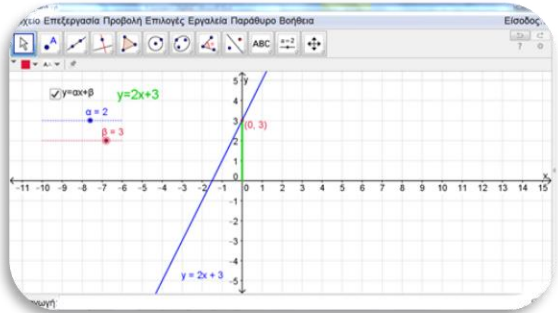 Επεξεργασία Προβολή Επιλογές Εργαλεία Παράθυρο Βοήθεια
Είσοδος
ABC
a=2
y=αx+β
y=2x+3
α = 2
β = 3
y
5
4
3
(0, 3)
2
1
0
x
-11 -10 -9 -8 -7 -6 -5 -4 -3 -2 -1 0 1 2 3 4 5 6 7 8 9 10 11 12 13 14 15
-1
-2
-3
-4
y = 2x + 3
-5